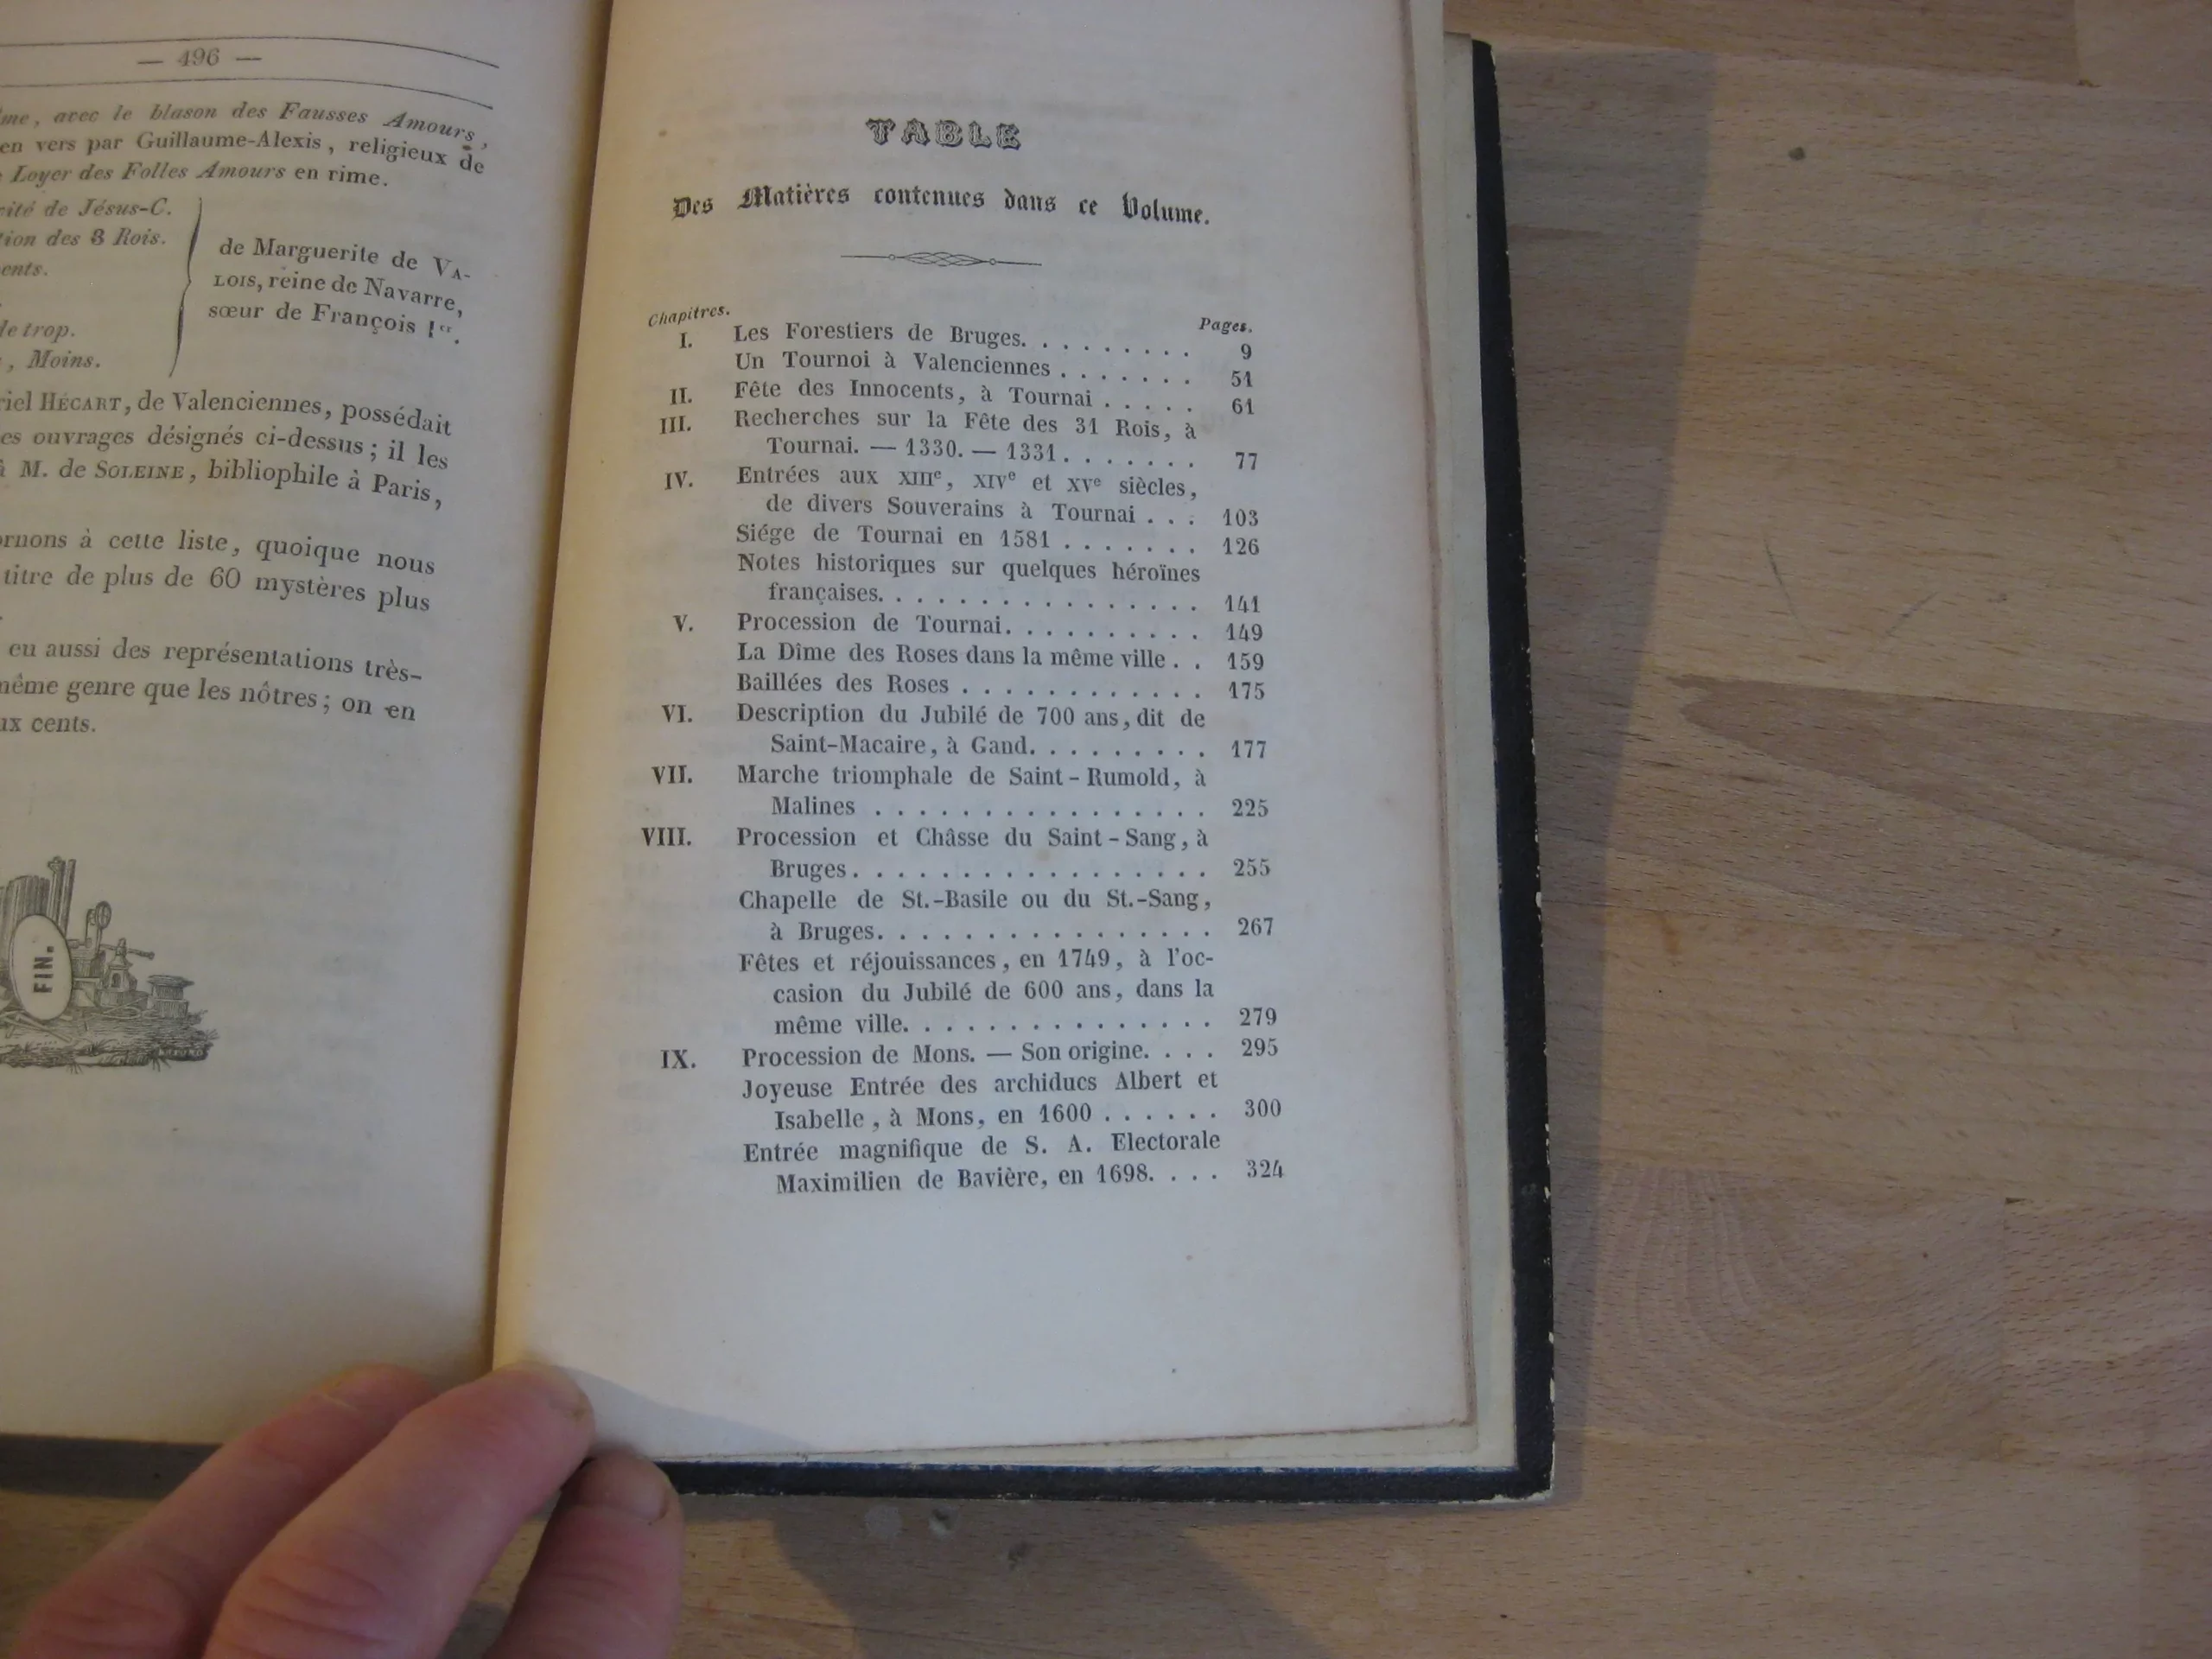 — 496 —
me, avec le blason des Fausses Amours,
en vers par Guillaume-Alexis, religieux de
Loyer des Folles Amours en rime.
ité de Jésus-C.
tion des 3 Rois.
ents.
de Marguerite de VA-
LOIS, reine de Navarre,
sœur de François Ier.
de trop.
, Moins.
riel HÉCART, de Valenciennes, possédait
es ouvrages désignés ci-dessus; il les
à M. de SOLEINE, bibliophile à Paris,
ornons à cette liste, quoique nous
titre de plus de 60 mystères plus
eu aussi des représentations très-
même genre que les nôtres; on en
ux cents.
FIN.
TABLE
Des Matières contenues dans ce Volume.
Chapitres. Pages.
I. Les Forestiers de Bruges. . . . . . . . . . 9
Un Tournoi à Valenciennes . . . . . . . 51
II. Fête des Innocents, à Tournai . . . . . 61
III. Recherches sur la Fête des 31 Rois, à
Tournai. — 1330. — 1331. . . . . . . . 77
IV. Entrées aux XIIIe, XIVe et XVe siècles,
de divers Souverains à Tournai . . . 103
Siége de Tournai en 1581 . . . . . . . 126
Notes historiques sur quelques héroïnes
françaises. . . . . . . . . . . . . . . . 141
V. Procession de Tournai. . . . . . . . . . 149
La Dîme des Roses dans la même ville . . 159
Baillées des Roses . . . . . . . . . . . . 175
VI. Description du Jubilé de 700 ans, dit de
Saint-Macaire, à Gand. . . . . . . . . 177
VII. Marche triomphale de Saint-Rumold, à
Malines . . . . . . . . . . . . . . . . 225
VIII. Procession et Châsse du Saint-Sang, à
Bruges. . . . . . . . . . . . . . . . . 255
Chapelle de St.-Basile ou du St.-Sang,
à Bruges. . . . . . . . . . . . . . . . 267
Fêtes et réjouissances, en 1749, à l'oc-
casion du Jubilé de 600 ans, dans la
même ville. . . . . . . . . . . . . . . 279
IX. Procession de Mons. — Son origine. . . . 295
Joyeuse Entrée des archiducs Albert et
Isabelle, à Mons, en 1600 . . . . . . 300
Entrée magnifique de S. A. Electorale
Maximilien de Bavière, en 1698. . . . 324